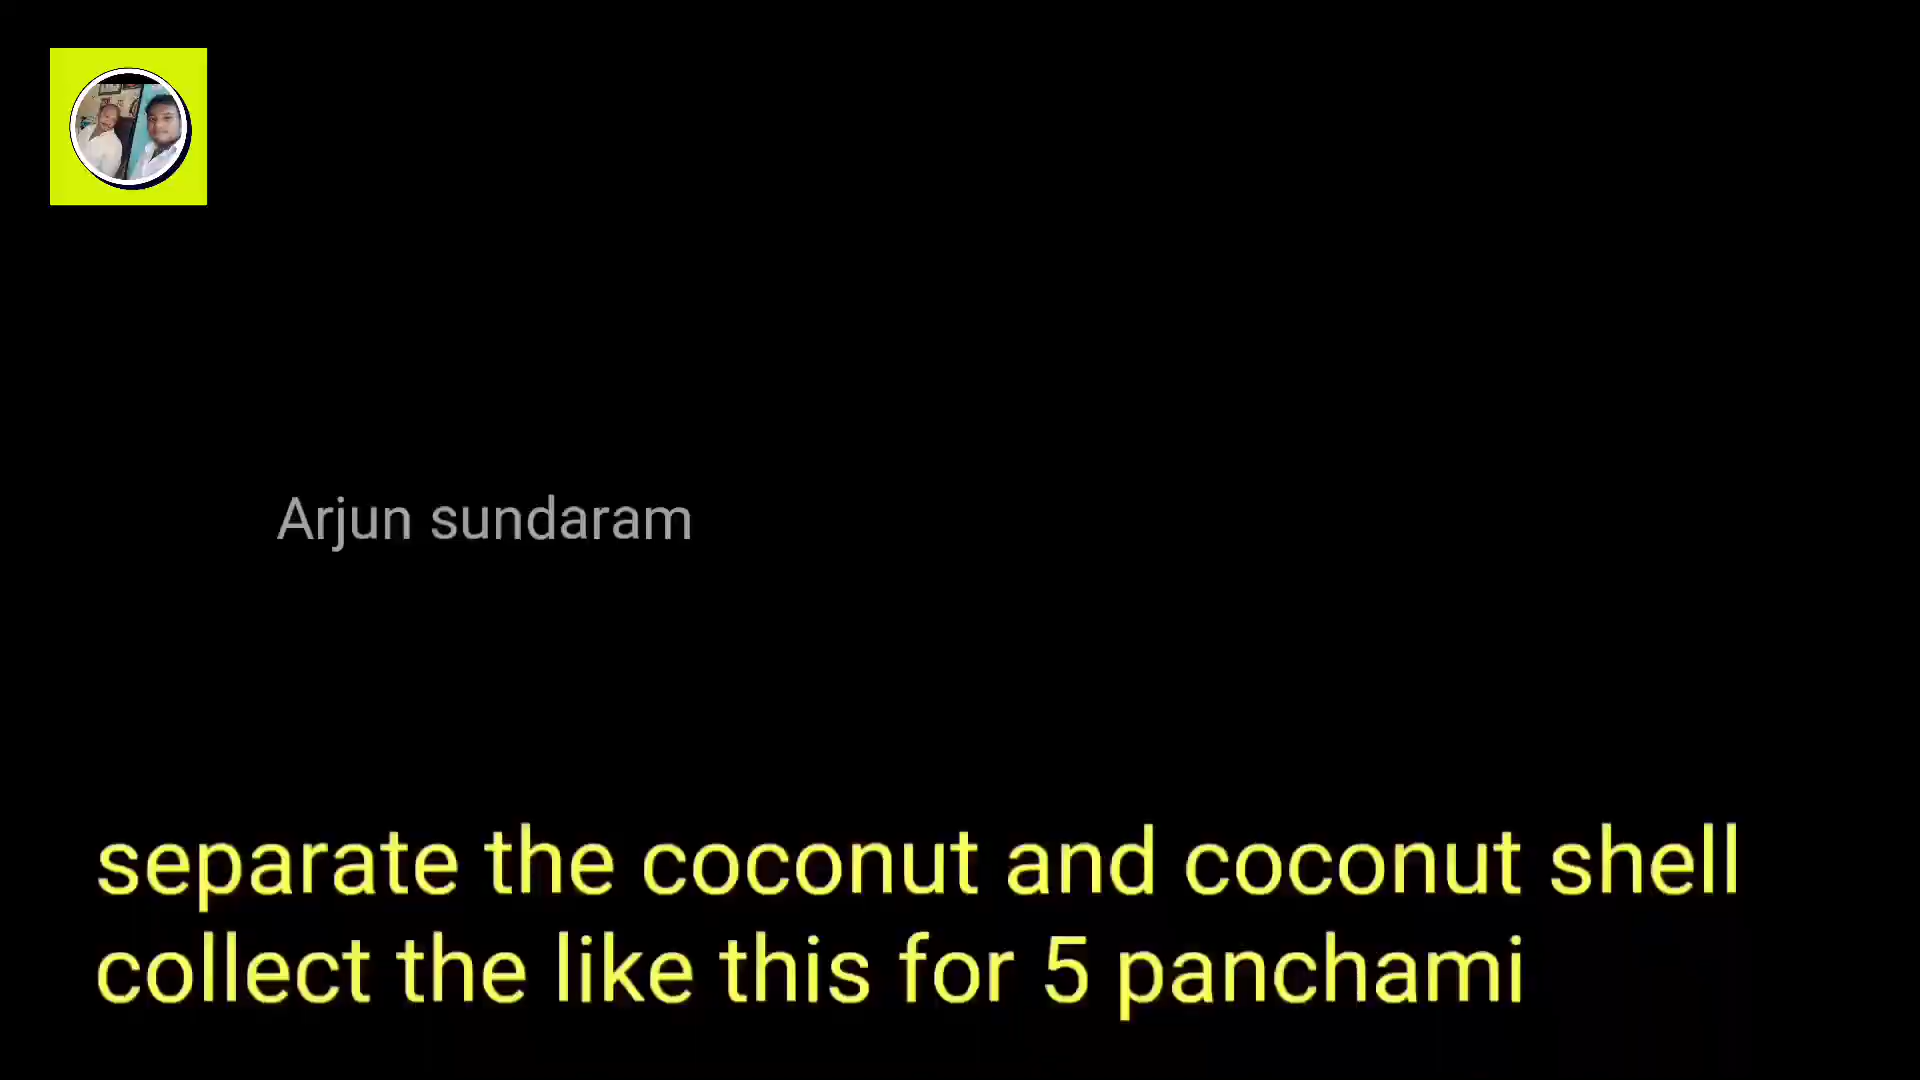 Arjun sundaram
separate the coconut and coconut shell
collect the like this for 5 panchami